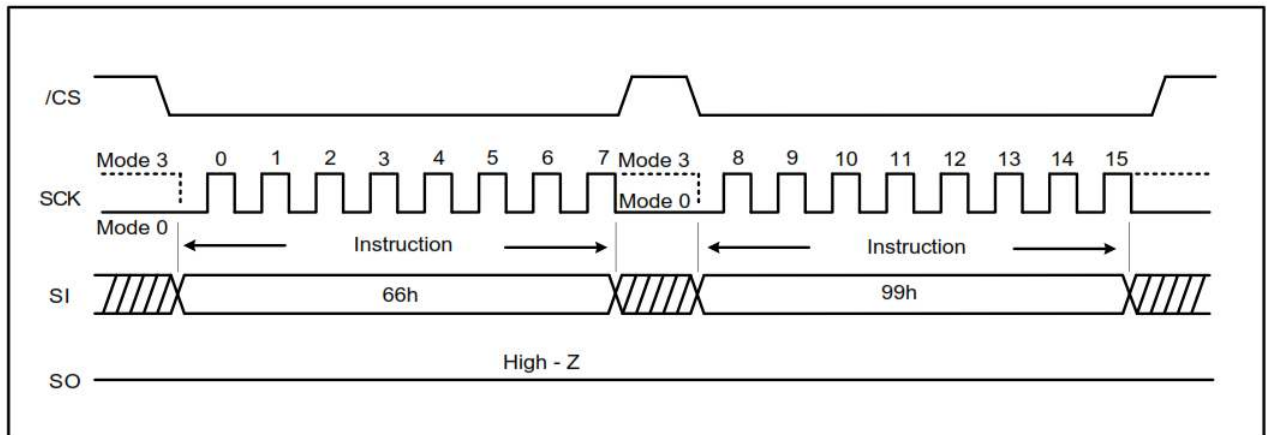 /CS
Mode 3 0 1 2 3 4 5 6 7 Mode 3 8 9 10 11 12 13 14 15
SCK
Mode 0
Mode 0
Instruction Instruction
SI 66h 99h
High - Z
SO